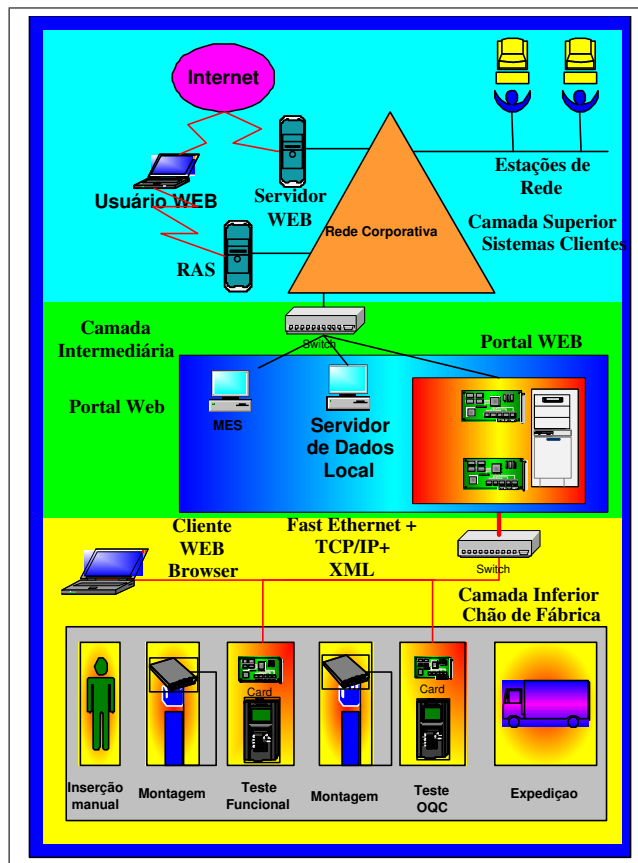 Internet
Usuário WEB
Servidor
WEB
RAS
Rede Corporativa
Estações de
Rede
Camada Superior
Sistemas Clientes
Camada
Intermediária
Switch
Portal WEB
Portal Web
MES
Servidor
de Dados
Local
Cliente
WEB
Browser
Fast Ethernet +
TCP/IP+
XML
Switch
Camada Inferior
Chão de Fábrica
Card
Card
Inserção
manual
Montagem
Teste
Funcional
Montagem
Teste
OQC
Expediçao